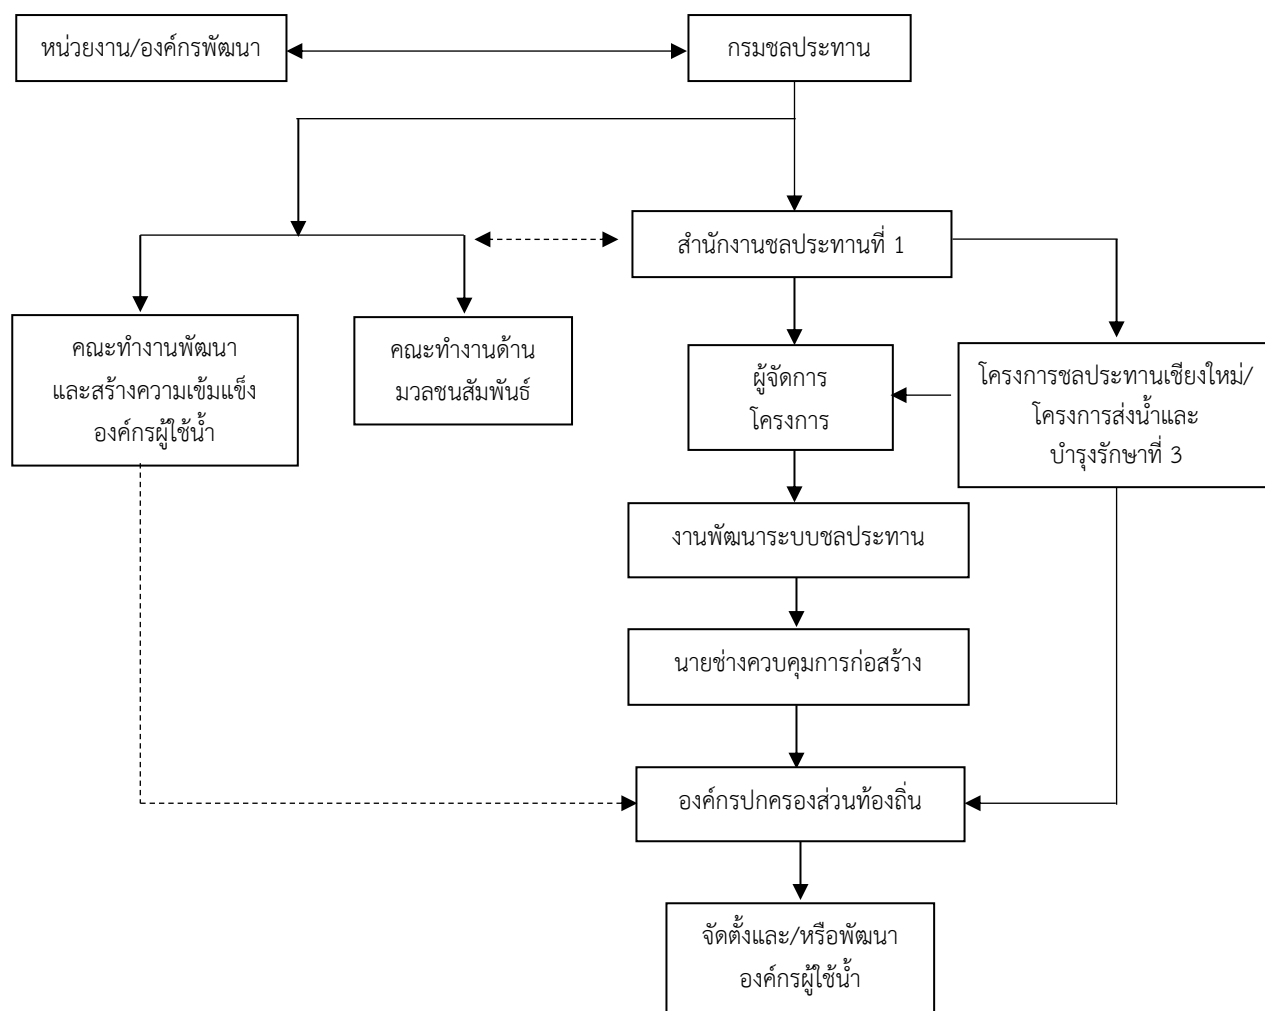 หน่วยงาน/องค์กรพัฒนา
กรมชลประทาน
สำนักงานชลประทานที่ 1
คณะทำงานพัฒนา
และสร้างความเข้มแข็ง
องค์กรผู้ใช้น้ำ
คณะทำงานด้าน
มวลชนสัมพันธ์
ผู้จัดการ
โครงการ
โครงการชลประทานเชียงใหม่/
โครงการส่งน้ำและ
บำรุงรักษาที่ 3
งานพัฒนาระบบชลประทาน
นายช่างควบคุมการก่อสร้าง
องค์กรปกครองส่วนท้องถิ่น
จัดตั้งและ/หรือพัฒนา
องค์กรผู้ใช้น้ำ